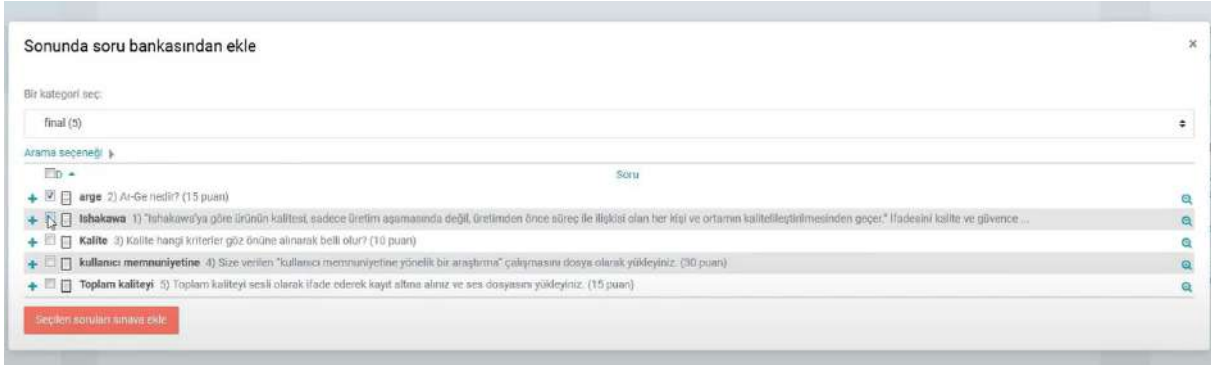 Sonunda soru bankasından ekle
×
Bir kategori seç:
final (5)
Arama seçeneği
D
Soru
arge 2) Ar-Ge nedir? (15 puan)
Ishakawa 1) "Ishakawa'ya göre ürünün kalitesi, sadece üretim aşamasında değil, üretimden önce süreç ile ilişkisi olan her kişi ve ortamın kalitelileştirilmesinden geçer." Ifadesini kalite ve güvence ...
Kalite 3) Kalite hangi kriterler göz önüne alınarak belli olur? (10 puan)
kullanıcı memnuniyetine 4) Size verilen "kullanıcı memnuniyetine yönelik bir araştırma" çalışmasını dosya olarak yükleyiniz. (30 puan)
Toplam kaliteyi 5) Toplam kaliteyi sesli olarak ifade ederek kayıt altına alınız ve ses dosyasını yükleyiniz. (15 puan)
Seçilen soruları sınava ekle